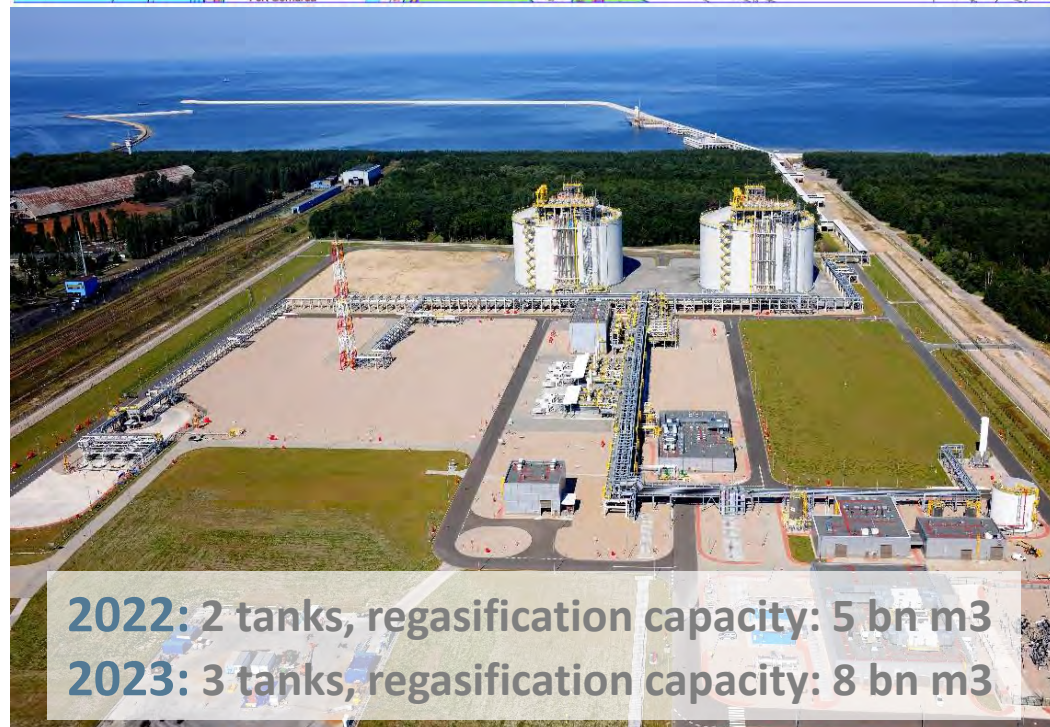 2022: 2 tanks, regasification capacity: 5 bn m3
2023: 3 tanks, regasification capacity: 8 bn m3